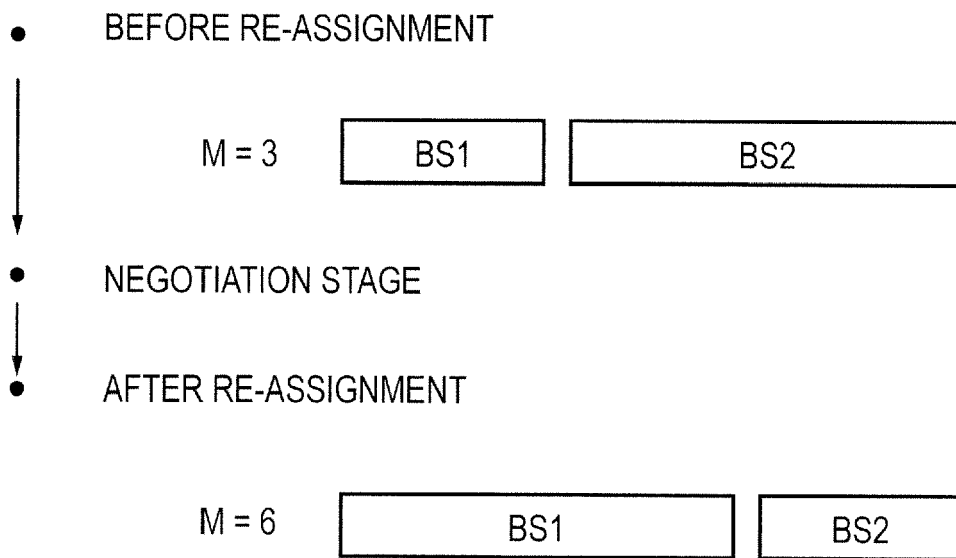 • BEFORE RE-ASSIGNMENT
M = 3 BS1 BS2
• NEGOTIATION STAGE
• AFTER RE-ASSIGNMENT
M = 6 BS1 BS2